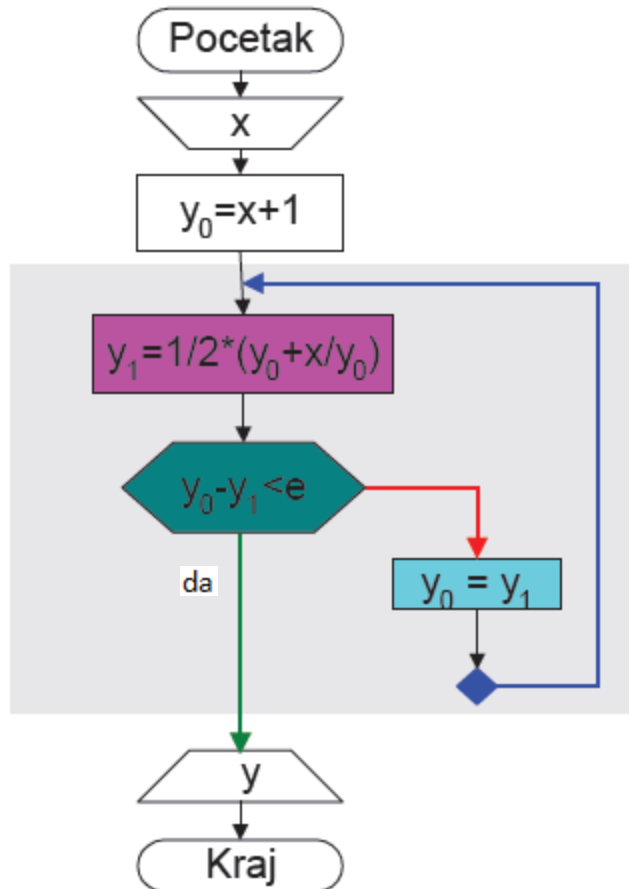 Pocetak
x
y₀=x+1
y₁=1/2*(y₀+x/y₀)
y₀-y₁<e
da
y₀ = y₁
y
Kraj